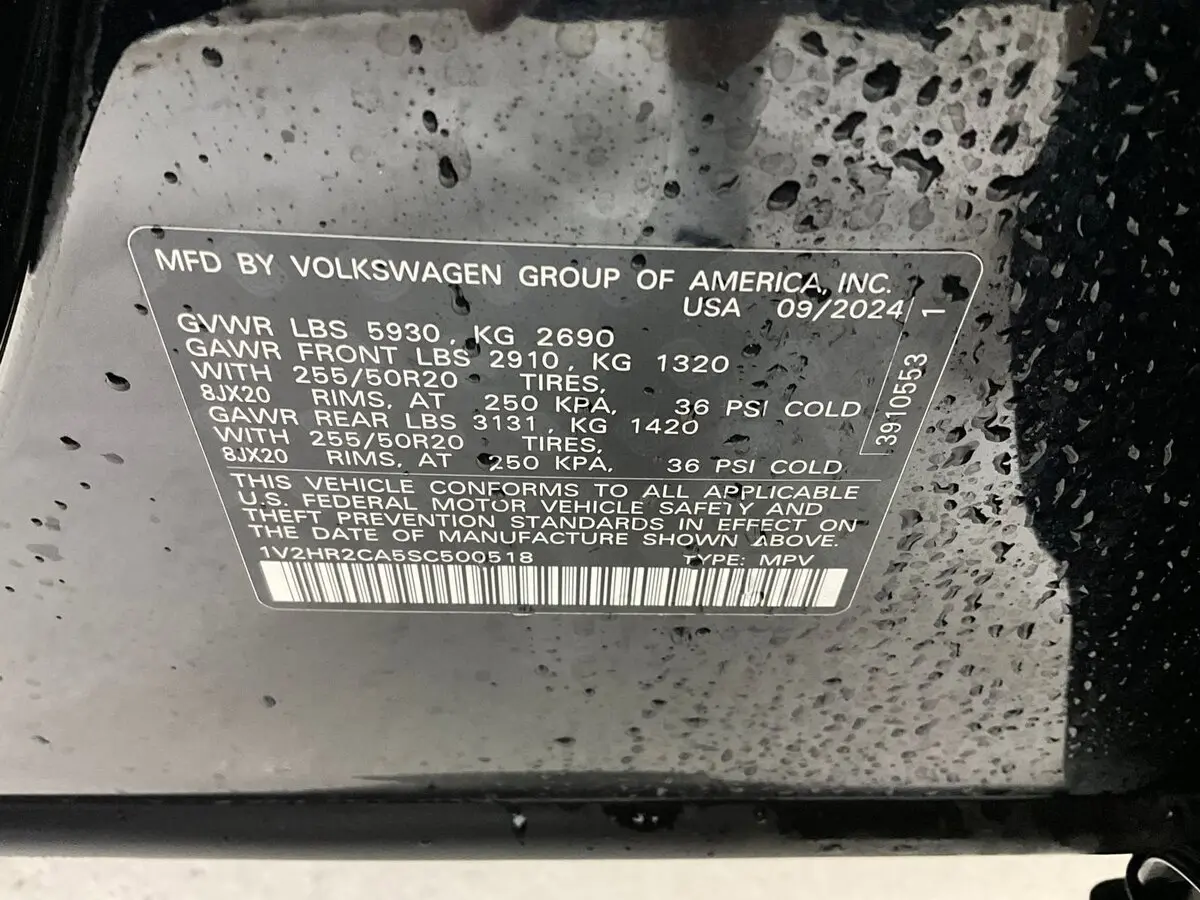 MFD BY VOLKSWAGEN GROUP OF AMERICA, INC.
USA 09/2024
GVWR LBS 5930, KG 2690
GAWR FRONT LBS 2910, KG 1320
WITH 255/50R20 TIRES,
8JX20 RIMS, AT 250 KPA, 36 PSI COLD
GAWR REAR LBS 3131, KG 1420
WITH 255/50R20 TIRES,
8JX20 RIMS, AT 250 KPA, 36 PSI COLD
THIS VEHICLE CONFORMS TO ALL APPLICABLE
U.S. FEDERAL MOTOR VEHICLE SAFETY AND
THEFT PREVENTION STANDARDS IN EFFECT ON
THE DATE OF MANUFACTURE SHOWN ABOVE.
1V2HR2CA5SC500518 TYPE: MPV
3910553 1